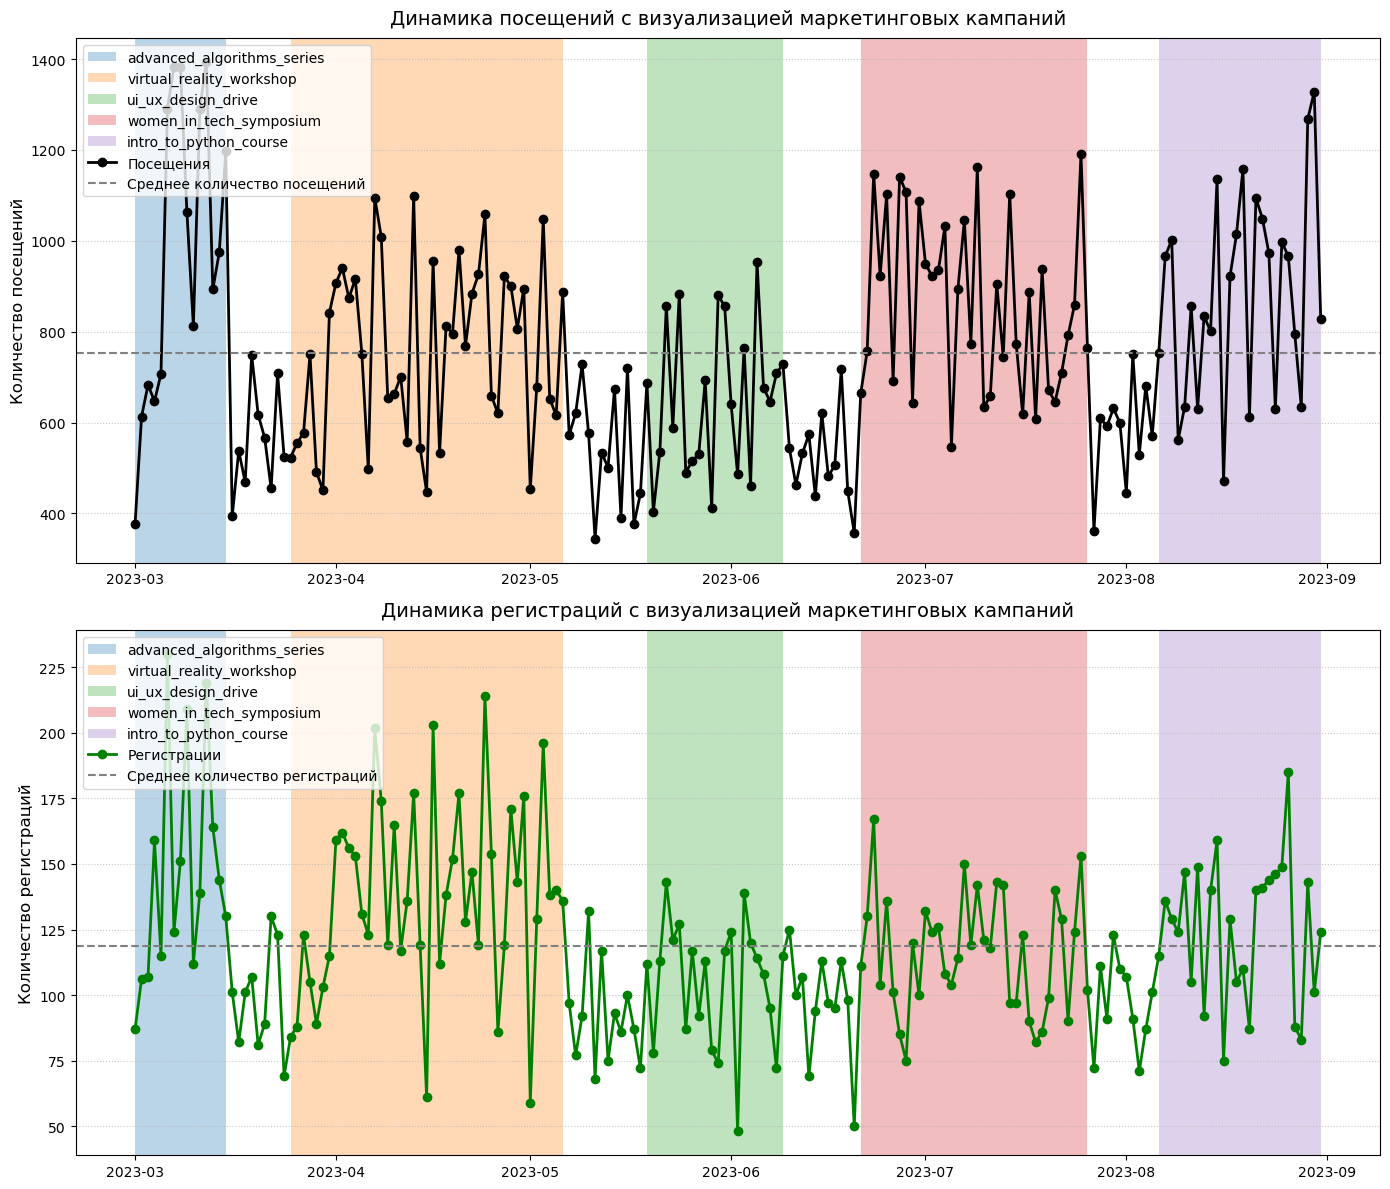 Динамика посещений с визуализацией маркетинговых кампаний
advanced_algorithms_series
virtual_reality_workshop
ui_ux_design_drive
women_in_tech_symposium
intro_to_python_course
Посещения
Среднее количество посещений
Количество посещений
1400
1200
1000
800
600
400
2023-03
2023-04
2023-05
2023-06
2023-07
2023-08
2023-09
Динамика регистраций с визуализацией маркетинговых кампаний
advanced_algorithms_series
virtual_reality_workshop
ui_ux_design_drive
women_in_tech_symposium
intro_to_python_course
Регистрации
Среднее количество регистраций
Количество регистраций
225
200
175
150
125
100
75
50
2023-03
2023-04
2023-05
2023-06
2023-07
2023-08
2023-09